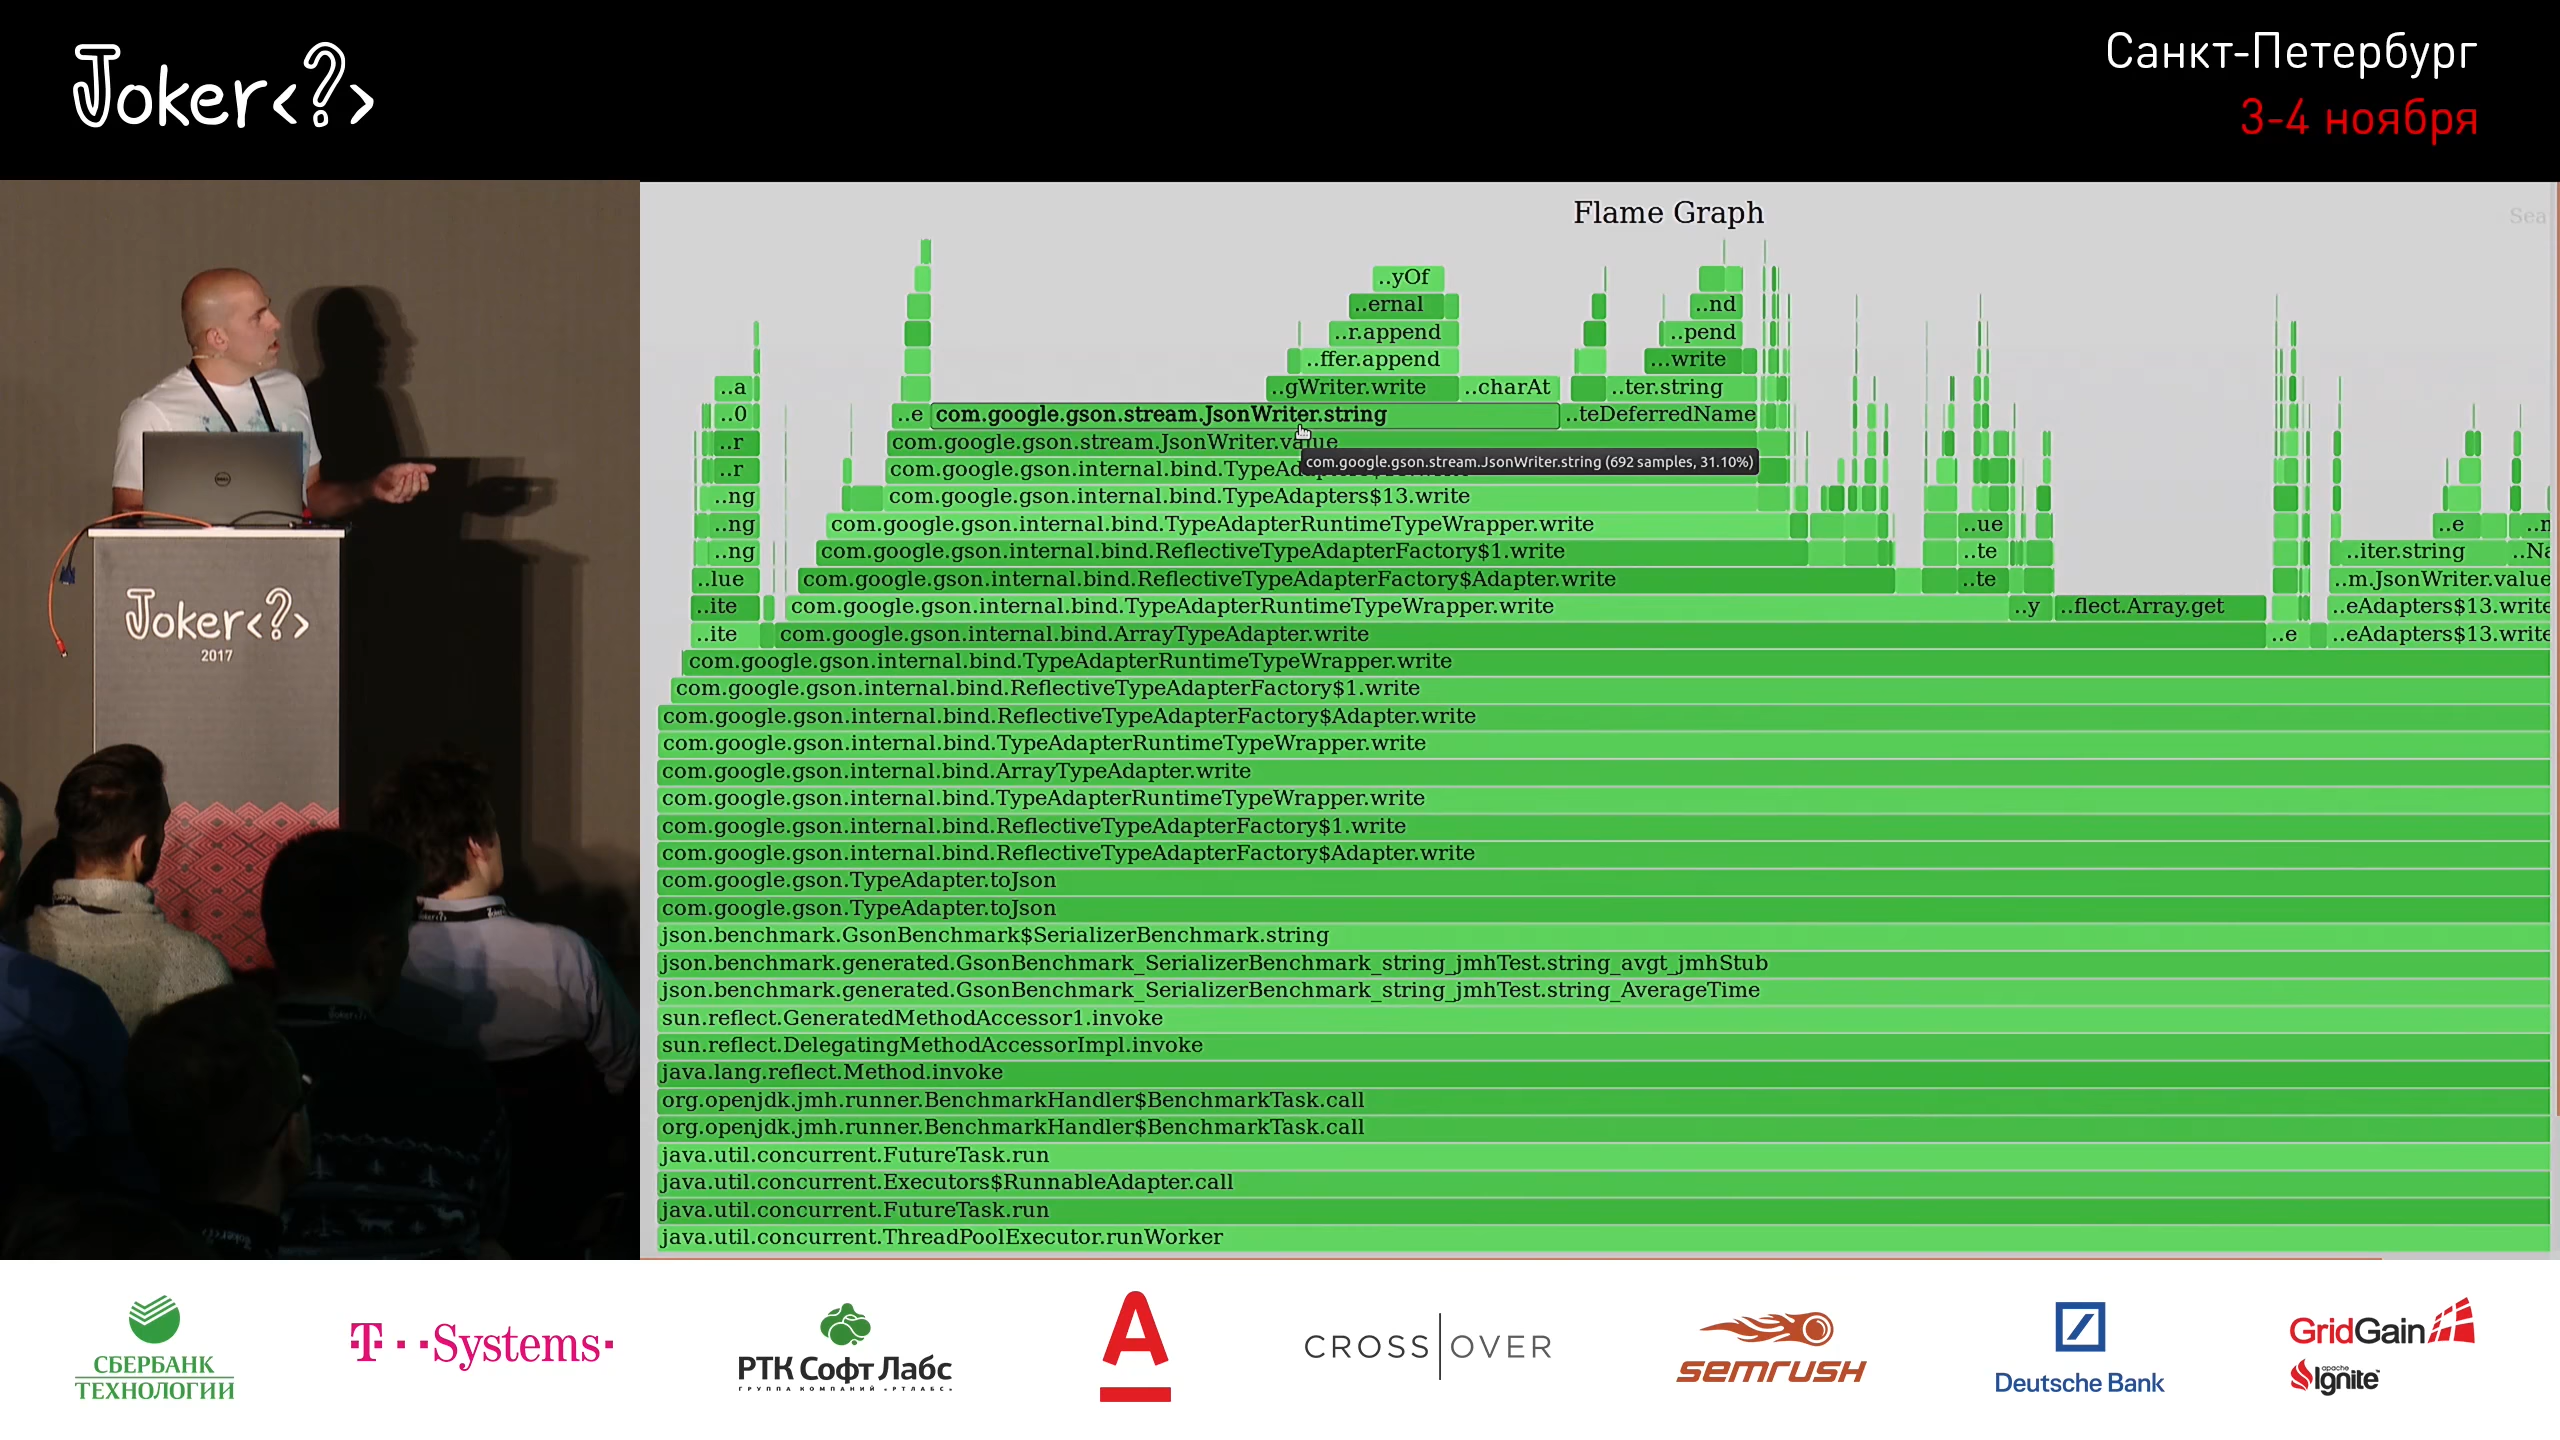 Joker<?>
Санкт-Петербург
3-4 ноября
Flame Graph
Sea
..yOf
..ernal
..nd
..r.append
..pend
..ffer.append
...write
..a
..gWriter.write
..charAt
..ter.string
..0
..e
com.google.gson.stream.JsonWriter.string
..teDeferredName
..r
com.google.gson.stream.JsonWriter.value
com.google.gson.stream.JsonWriter.string (692 samples, 31.10%)
..r
com.google.gson.internal.bind.TypeAd
..ng
com.google.gson.internal.bind.TypeAdapters$13.write
..ng
com.google.gson.internal.bind.TypeAdapterRuntimeTypeWrapper.write
..ue
..e
..ng
com.google.gson.internal.bind.ReflectiveTypeAdapterFactory$1.write
..te
..iter.string
..Na
..lue
com.google.gson.internal.bind.ReflectiveTypeAdapterFactory$Adapter.write
..te
..m.JsonWriter.value
..ite
com.google.gson.internal.bind.TypeAdapterRuntimeTypeWrapper.write
..y
..flect.Array.get
..eAdapters$13.write
..ite
com.google.gson.internal.bind.ArrayTypeAdapter.write
..e
..eAdapters$13.write
com.google.gson.internal.bind.TypeAdapterRuntimeTypeWrapper.write
com.google.gson.internal.bind.ReflectiveTypeAdapterFactory$1.write
com.google.gson.internal.bind.ReflectiveTypeAdapterFactory$Adapter.write
com.google.gson.internal.bind.TypeAdapterRuntimeTypeWrapper.write
com.google.gson.internal.bind.ArrayTypeAdapter.write
com.google.gson.internal.bind.TypeAdapterRuntimeTypeWrapper.write
com.google.gson.internal.bind.ReflectiveTypeAdapterFactory$1.write
com.google.gson.internal.bind.ReflectiveTypeAdapterFactory$Adapter.write
com.google.gson.TypeAdapter.toJson
com.google.gson.TypeAdapter.toJson
json.benchmark.GsonBenchmark$SerializerBenchmark.string
json.benchmark.generated.GsonBenchmark_SerializerBenchmark_string_jmhTest.string_avgt_jmhStub
json.benchmark.generated.GsonBenchmark_SerializerBenchmark_string_jmhTest.string_AverageTime
sun.reflect.GeneratedMethodAccessor1.invoke
sun.reflect.DelegatingMethodAccessorImpl.invoke
java.lang.reflect.Method.invoke
org.openjdk.jmh.runner.BenchmarkHandler$BenchmarkTask.call
org.openjdk.jmh.runner.BenchmarkHandler$BenchmarkTask.call
java.util.concurrent.FutureTask.run
java.util.concurrent.Executors$RunnableAdapter.call
java.util.concurrent.FutureTask.run
java.util.concurrent.ThreadPoolExecutor.runWorker
DELL
Joker<?>
2017
СБЕРБАНК
ТЕХНОЛОГИИ
T · · Systems ·
РТК Софт Лабс
ГРУППА КОМПАНИЙ «РТЛАБС»
А
CROSS|OVER
semrush
Deutsche Bank
GridGain
apache
Ignite